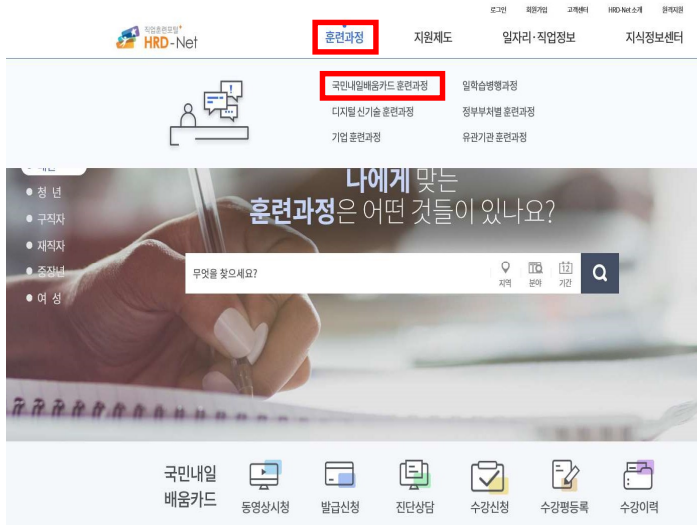 로그인 회원가입 고객센터 HRD-Net 소개 원격지원
직업훈련포털
HRD-Net
훈련과정 지원제도 일자리·직업정보 지식정보센터
국민내일배움카드 훈련과정 일학습병행과정
디지털 신기술 훈련과정 정부부처별 훈련과정
기업 훈련과정 유관기관 훈련과정
청 년
구직자
재직자
중장년
여 성
나에게 맞는
훈련과정은 어떤 것들이 있나요?
무엇을 찾으세요?
지역 분야 기간
12
국민내일
배움카드
동영상시청 발급신청 진단상담 수강신청 수강평등록 수강이력